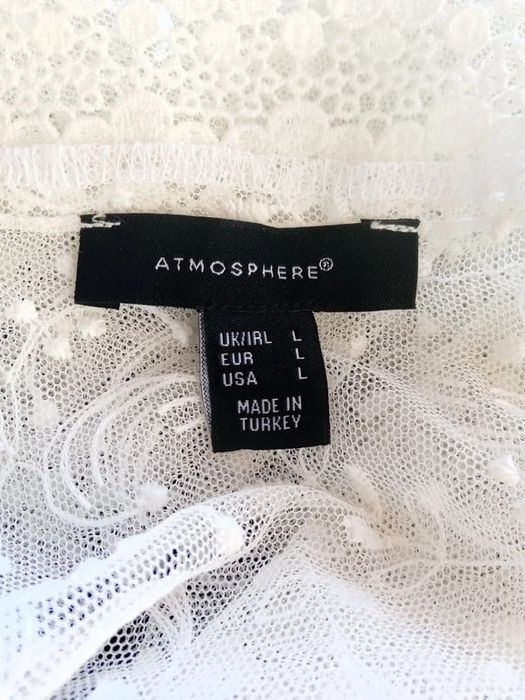 ATMOSPHERE®
UK/IRL L
EUR L
USA L
MADE IN
TURKEY